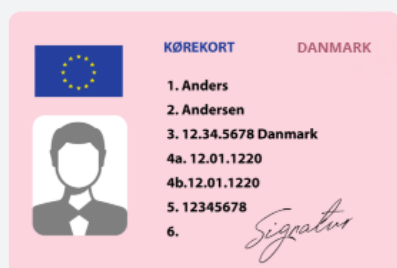 KØREKORT DANMARK
1. Anders
2. Andersen
3. 12.34.5678 Danmark
4a. 12.01.1220
4b.12.01.1220
5. 12345678
6.
Signatur